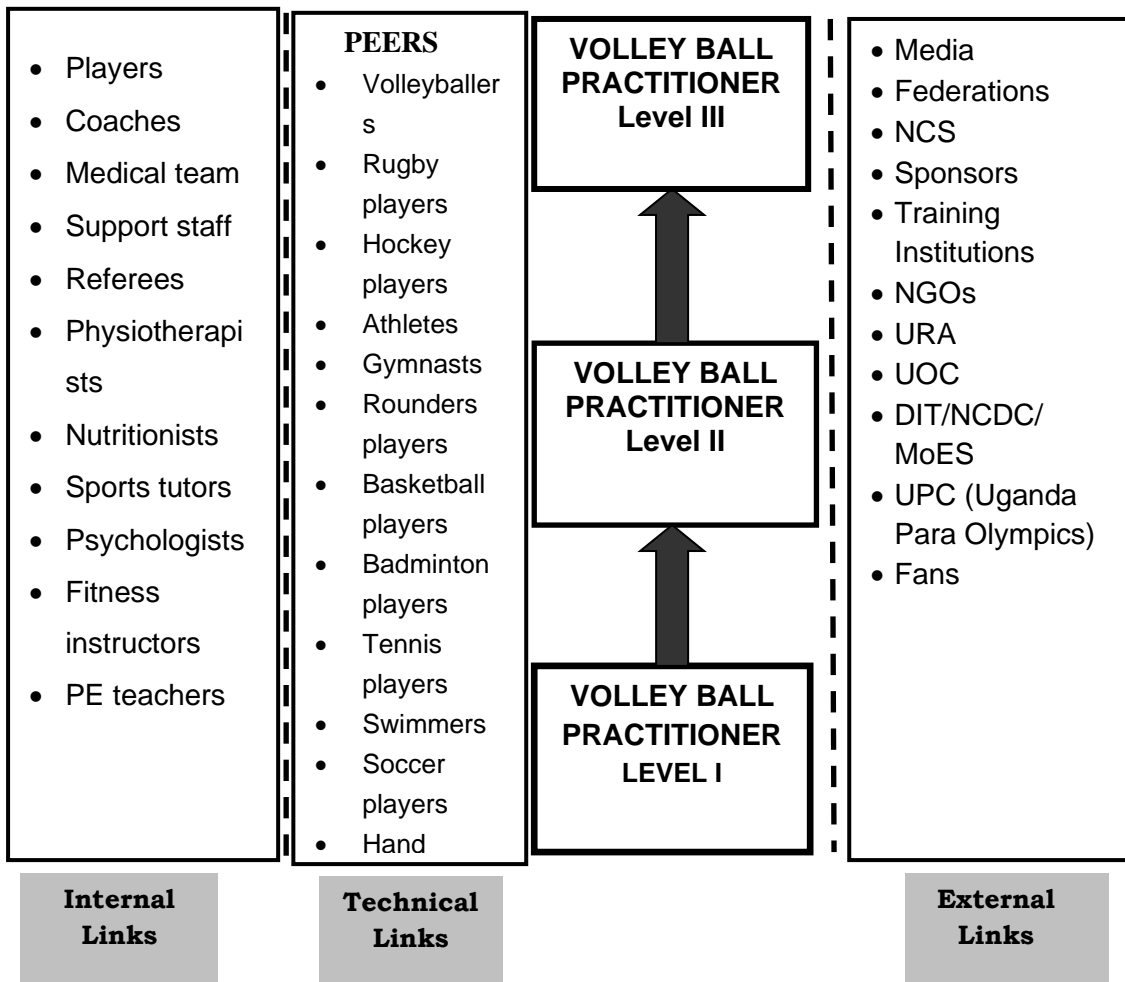 • Players
• Coaches
• Medical team
• Support staff
• Referees
• Physiotherapi
sts
• Nutritionists
• Sports tutors
• Psychologists
• Fitness
instructors
• PE teachers
Internal
Links
PEERS
• Volleyballer
s
• Rugby
players
• Hockey
players
• Athletes
• Gymnasts
• Rounders
players
• Basketball
players
• Badminton
players
• Tennis
players
• Swimmers
• Soccer
players
• Hand
Technical
Links
VOLLEY BALL
PRACTITIONER
Level III
VOLLEY BALL
PRACTITIONER
Level II
VOLLEY BALL
PRACTITIONER
LEVEL I
• Media
• Federations
• NCS
• Sponsors
• Training
Institutions
• NGOs
• URA
• UOC
• DIT/NCDC/
MoES
• UPC (Uganda
Para Olympics)
• Fans
External
Links